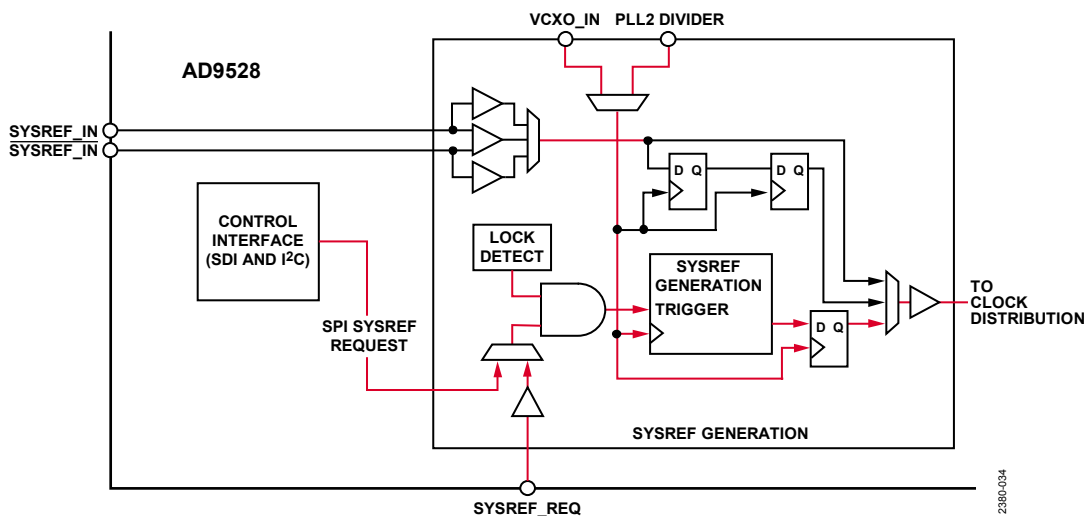 VCXO_IN PLL2 DIVIDER
AD9528
SYSREF_IN
SYSREF_IN
D Q
D Q
CONTROL
INTERFACE
(SDI AND I²C)
LOCK
DETECT
SYSREF
GENERATION
TRIGGER
SPI SYSREF
REQUEST
D Q
TO
CLOCK
DISTRIBUTION
SYSREF GENERATION
SYSREF_REQ
2380-034